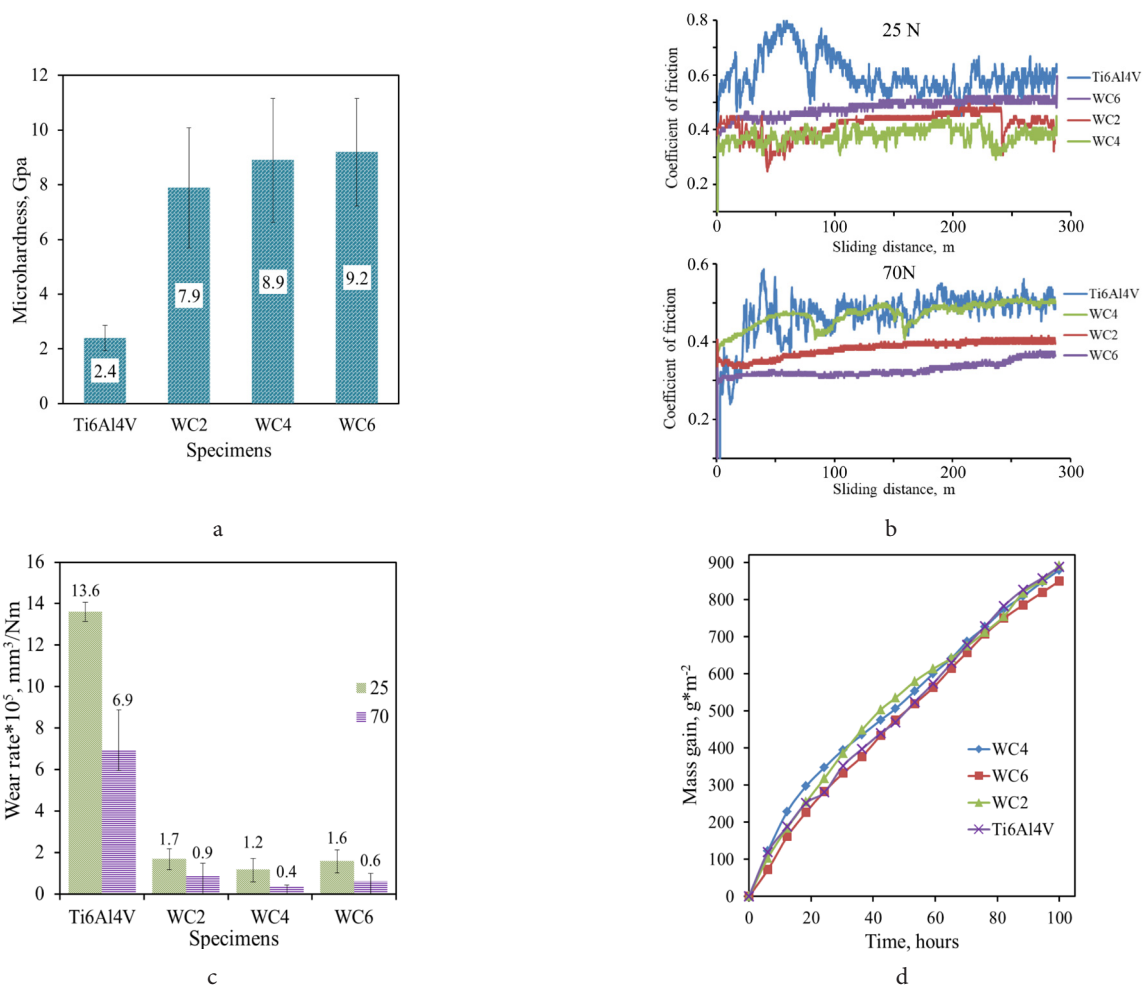 12
10
8
6
4
2
0
Microhardness, Gpa
2.4
7.9
8.9
9.2
Ti6Al4V WC2 WC4 WC6
Specimens
a
25 N
0.8
0.6
0.4
0.2
Coefficient of friction
Ti6Al4V
WC6
WC2
WC4
0 100 200 300
Sliding distance, m
70N
0.6
0.4
0.2
Coefficient of friction
Ti6Al4V
WC4
WC2
WC6
0 100 200 300
Sliding distance, m
b
16
14
12
10
8
6
4
2
0
Wear rate*10⁵, mm³/Nm
13.6
6.9
1.7
0.9
1.2
0.4
1.6
0.6
25
70
Ti6Al4V WC2 WC4 WC6
Specimens
c
900
800
700
600
500
400
300
200
100
0
Mass gain, g*m⁻²
WC4
WC6
WC2
Ti6Al4V
0 20 40 60 80 100
Time, hours
d